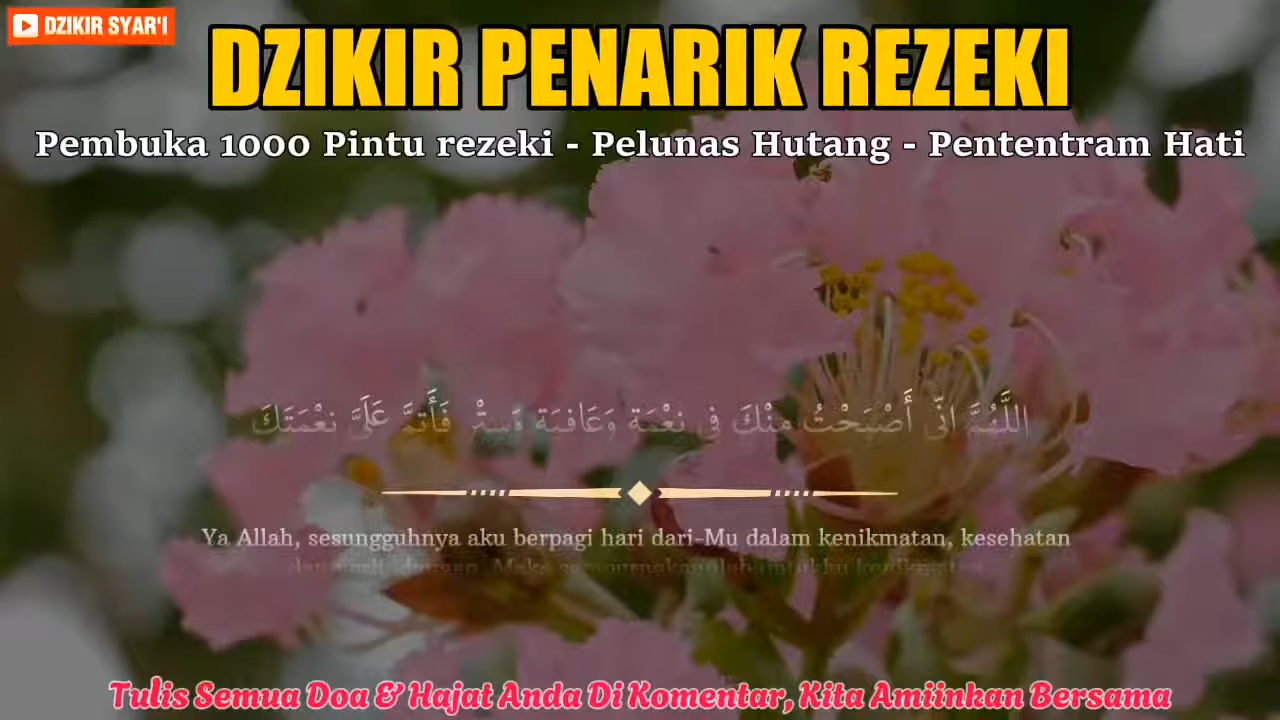 DZIKIR SYAR'I
DZIKIR PENARIK REZEKI
Pembuka 1000 Pintu rezeki - Pelunas Hutang - Pententram Hati
اللَّهُمَّ إِنِّي أَصْبَحْتُ مِنْكَ فِي نِعْمَةٍ وَعَافِيَةٍ وَسِتْرٍ فَأَتِمَّ عَلَيَّ نِعْمَتَكَ
Ya Allah, sesungguhnya aku berpagi hari dari-Mu dalam kenikmatan, kesehatan
Tulis Semua Doa & Hajat Anda Di Komentar, Kita Amiinkan Bersama